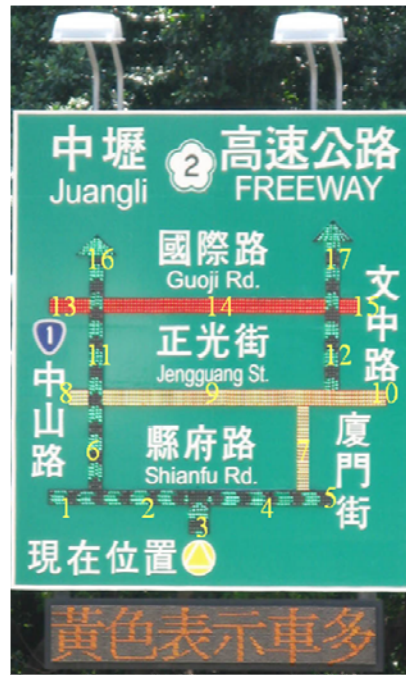 中壢 2 高速公路
Juangli FREEWAY
16 17
國際路
Guoji Rd.
13 14 15
文中路
1
正光街
11 12
Jengguang St.
8 9 10
中山路
縣府路
6 7
Shianfu Rd.
廈門街
1 2 3 4 5
現在位置
黃色表示車多